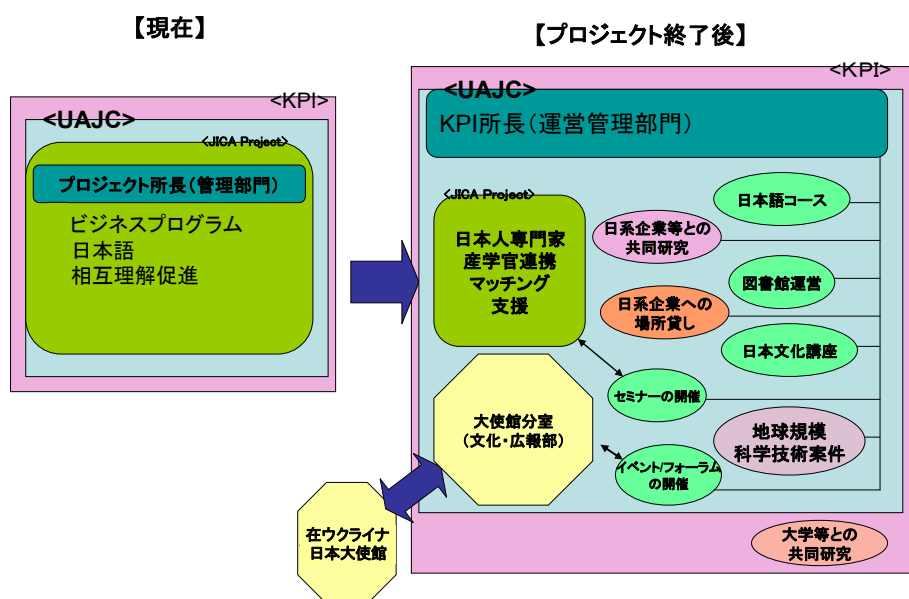 【現在】
<KPI>
<UAJC>
<JICA Project>
プロジェクト所長(管理部門)
ビジネスプログラム
日本語
相互理解促進
【プロジェクト終了後】
<KPI>
<UAJC>
KPI所長(運営管理部門)
<JICA Project>
日本人専門家
産学官連携
マッチング
支援
日本語コース
日系企業等との
共同研究
図書館運営
日系企業への
場所貸し
日本文化講座
セミナーの開催
大使館分室
(文化・広報部)
地球規模
科学技術案件
イベント/フォーラム
の開催
在ウクライナ
日本大使館
大学等との
共同研究